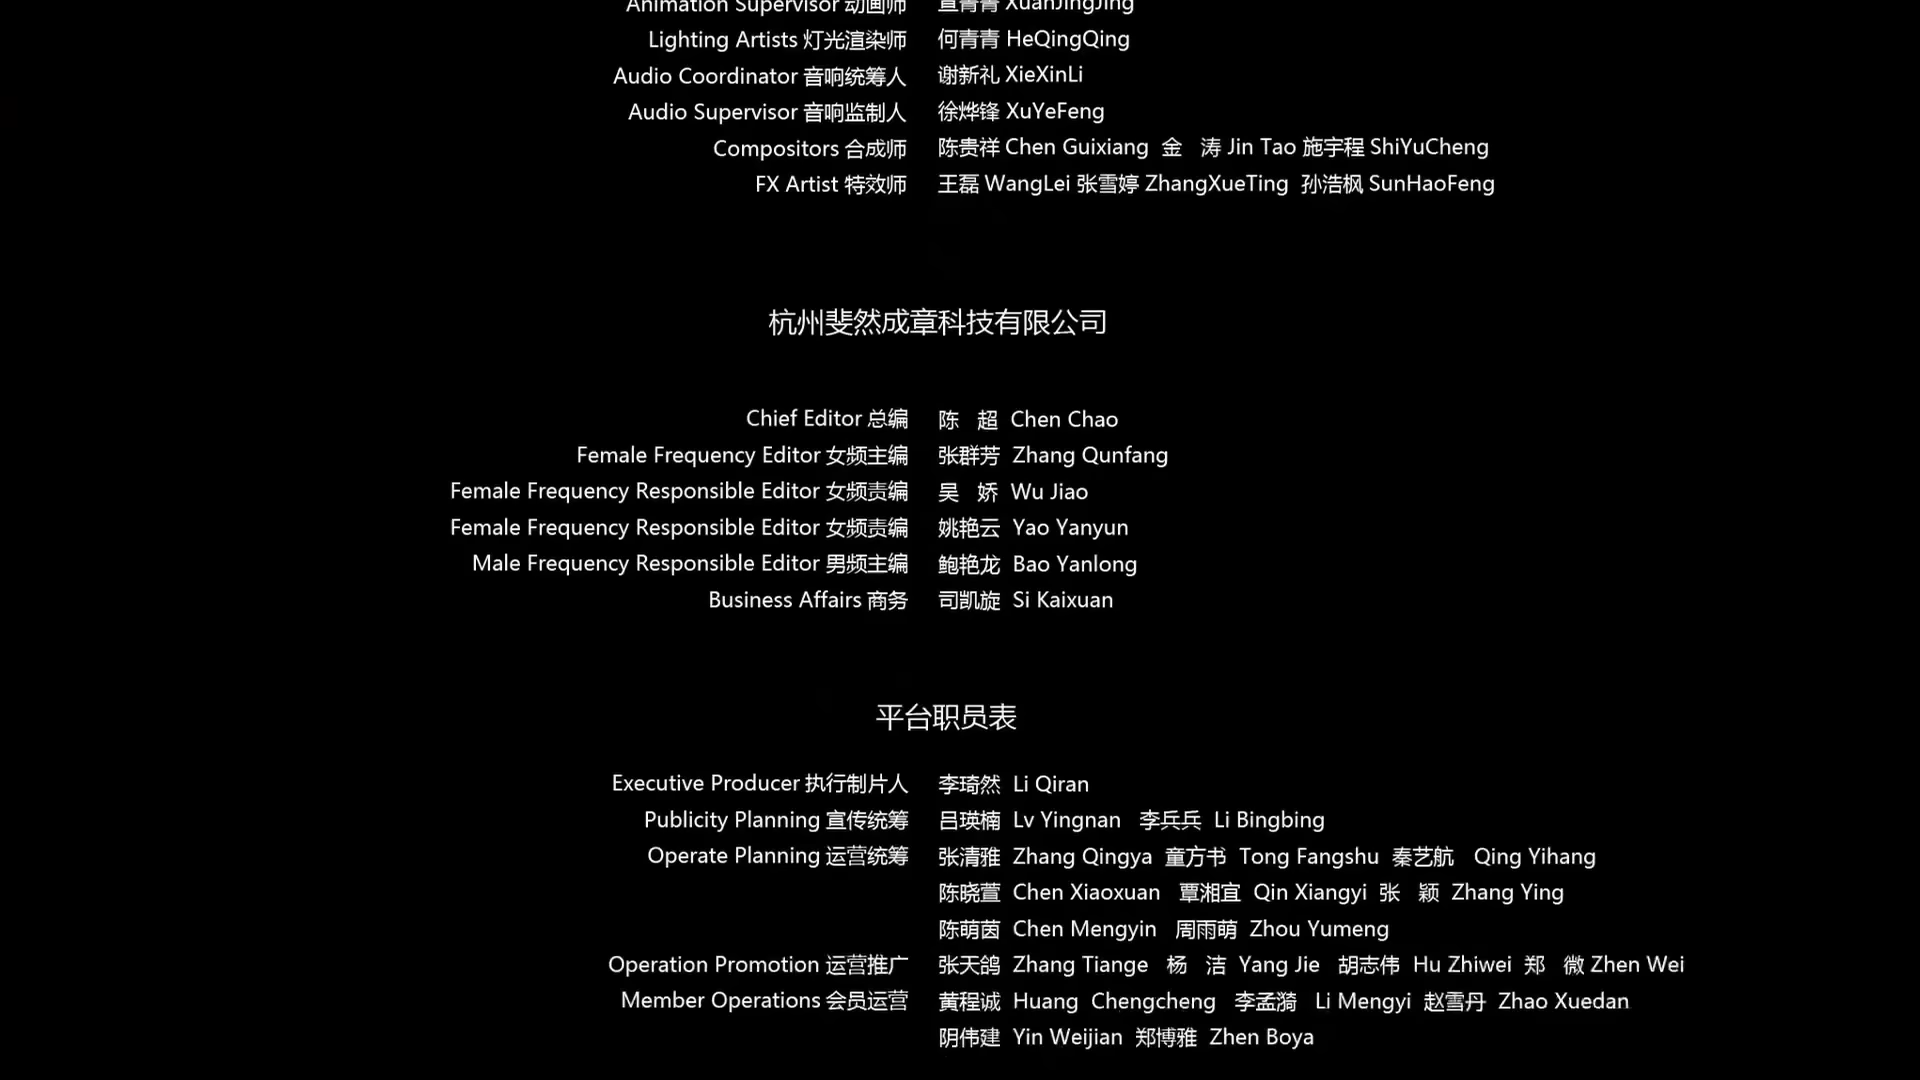 Animation Supervisor 动画师 宣菁菁 XuanJingJing
Lighting Artists 灯光渲染师 何青青 HeQingQing
Audio Coordinator 音响统筹人 谢新礼 XieXinLi
Audio Supervisor 音响监制人 徐烨锋 XuYeFeng
Compositors 合成师 陈贵祥 Chen Guixiang 金 涛 Jin Tao 施宇程 ShiYuCheng
FX Artist 特效师 王磊 WangLei 张雪婷 ZhangXueTing 孙浩枫 SunHaoFeng
杭州斐然成章科技有限公司
Chief Editor 总编 陈 超 Chen Chao
Female Frequency Editor 女频主编 张群芳 Zhang Qunfang
Female Frequency Responsible Editor 女频责编 吴 娇 Wu Jiao
Female Frequency Responsible Editor 女频责编 姚艳云 Yao Yanyun
Male Frequency Responsible Editor 男频主编 鲍艳龙 Bao Yanlong
Business Affairs 商务 司凯旋 Si Kaixuan
平台职员表
Executive Producer 执行制片人 李琦然 Li Qiran
Publicity Planning 宣传统筹 吕瑛楠 Lv Yingnan 李兵兵 Li Bingbing
Operate Planning 运营统筹 张清雅 Zhang Qingya 童方书 Tong Fangshu 秦艺航 Qing Yihang
陈晓萱 Chen Xiaoxuan 覃湘宜 Qin Xiangyi 张 颖 Zhang Ying
陈萌茵 Chen Mengyin 周雨萌 Zhou Yumeng
Operation Promotion 运营推广 张天鸽 Zhang Tiange 杨 洁 Yang Jie 胡志伟 Hu Zhiwei 郑 微 Zhen Wei
Member Operations 会员运营 黄程诚 Huang Chengcheng 李孟漪 Li Mengyi 赵雪丹 Zhao Xuedan
阴伟建 Yin Weijian 郑博雅 Zhen Boya